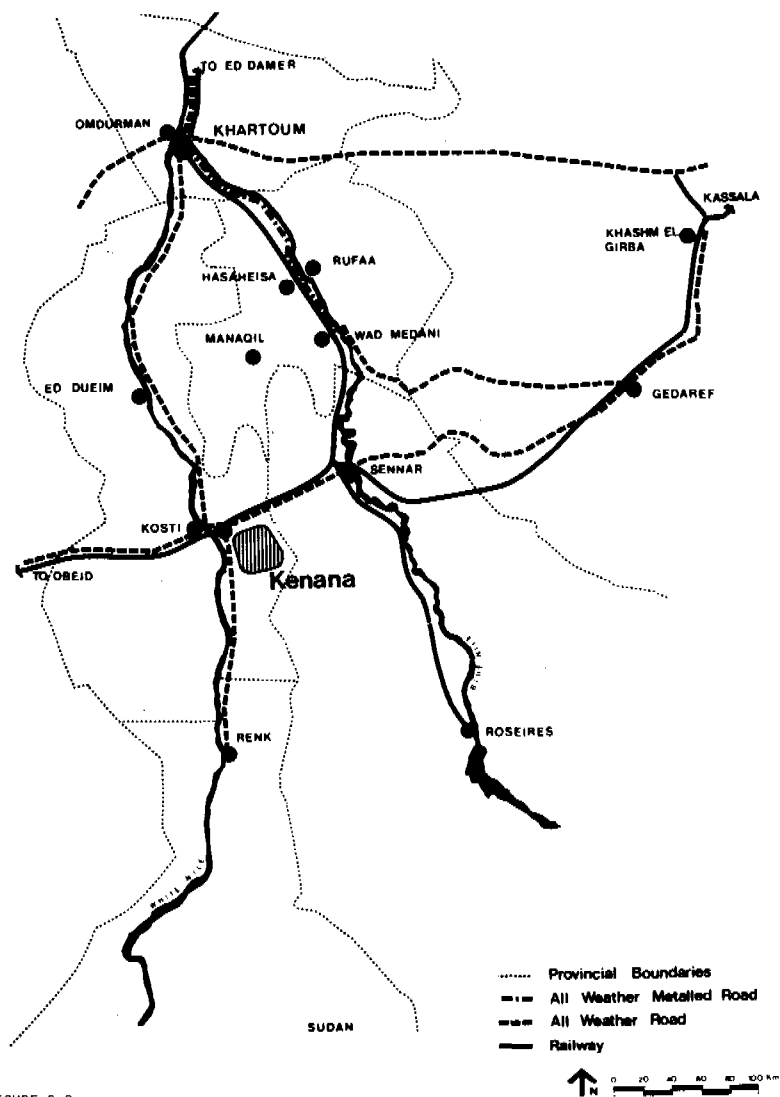 TO ED DAMER
OMDURMAN
KHARTOUM
KASSALA
KHASHM EL
GIRBA
RUFAA
HASAHEISA
WAD MEDANI
MANAQIL
ED DUEIM
GEDAREF
SENNAR
KOSTI
TO OBEID
Kenana
ROSEIRES
RENK
WHITE NILE
Provincial Boundaries
All Weather Metalled Road
All Weather Road
Railway
SUDAN
N
0 20 40 60 80 100 Km